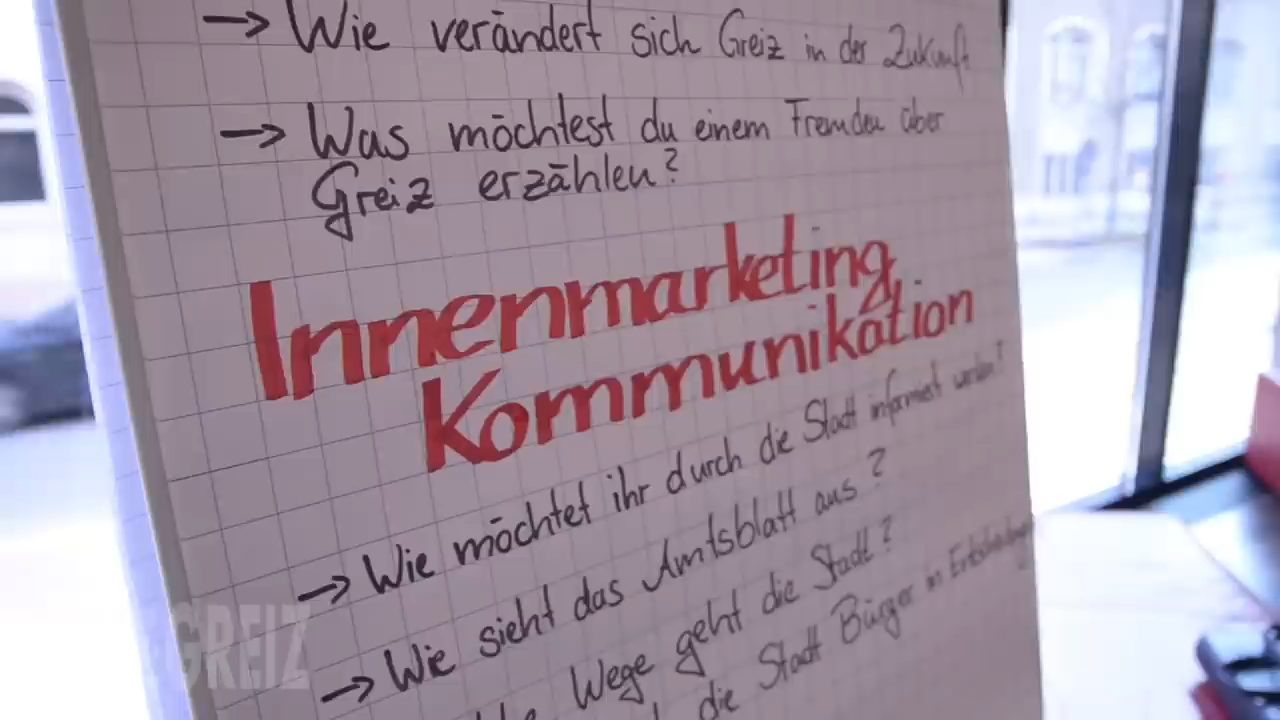 → Wie verändert sich Greiz in der Zukunft
→ Was möchtest du einem Fremden über
Greiz erzählen?
Innenmarketing
Kommunikation
→ Wie möchtet ihr durch die Stadt informiert werden?
→ Wie sieht das Amtsblatt aus?
Wege geht die Stadt?
die Stadt Bürger in
GREIZ